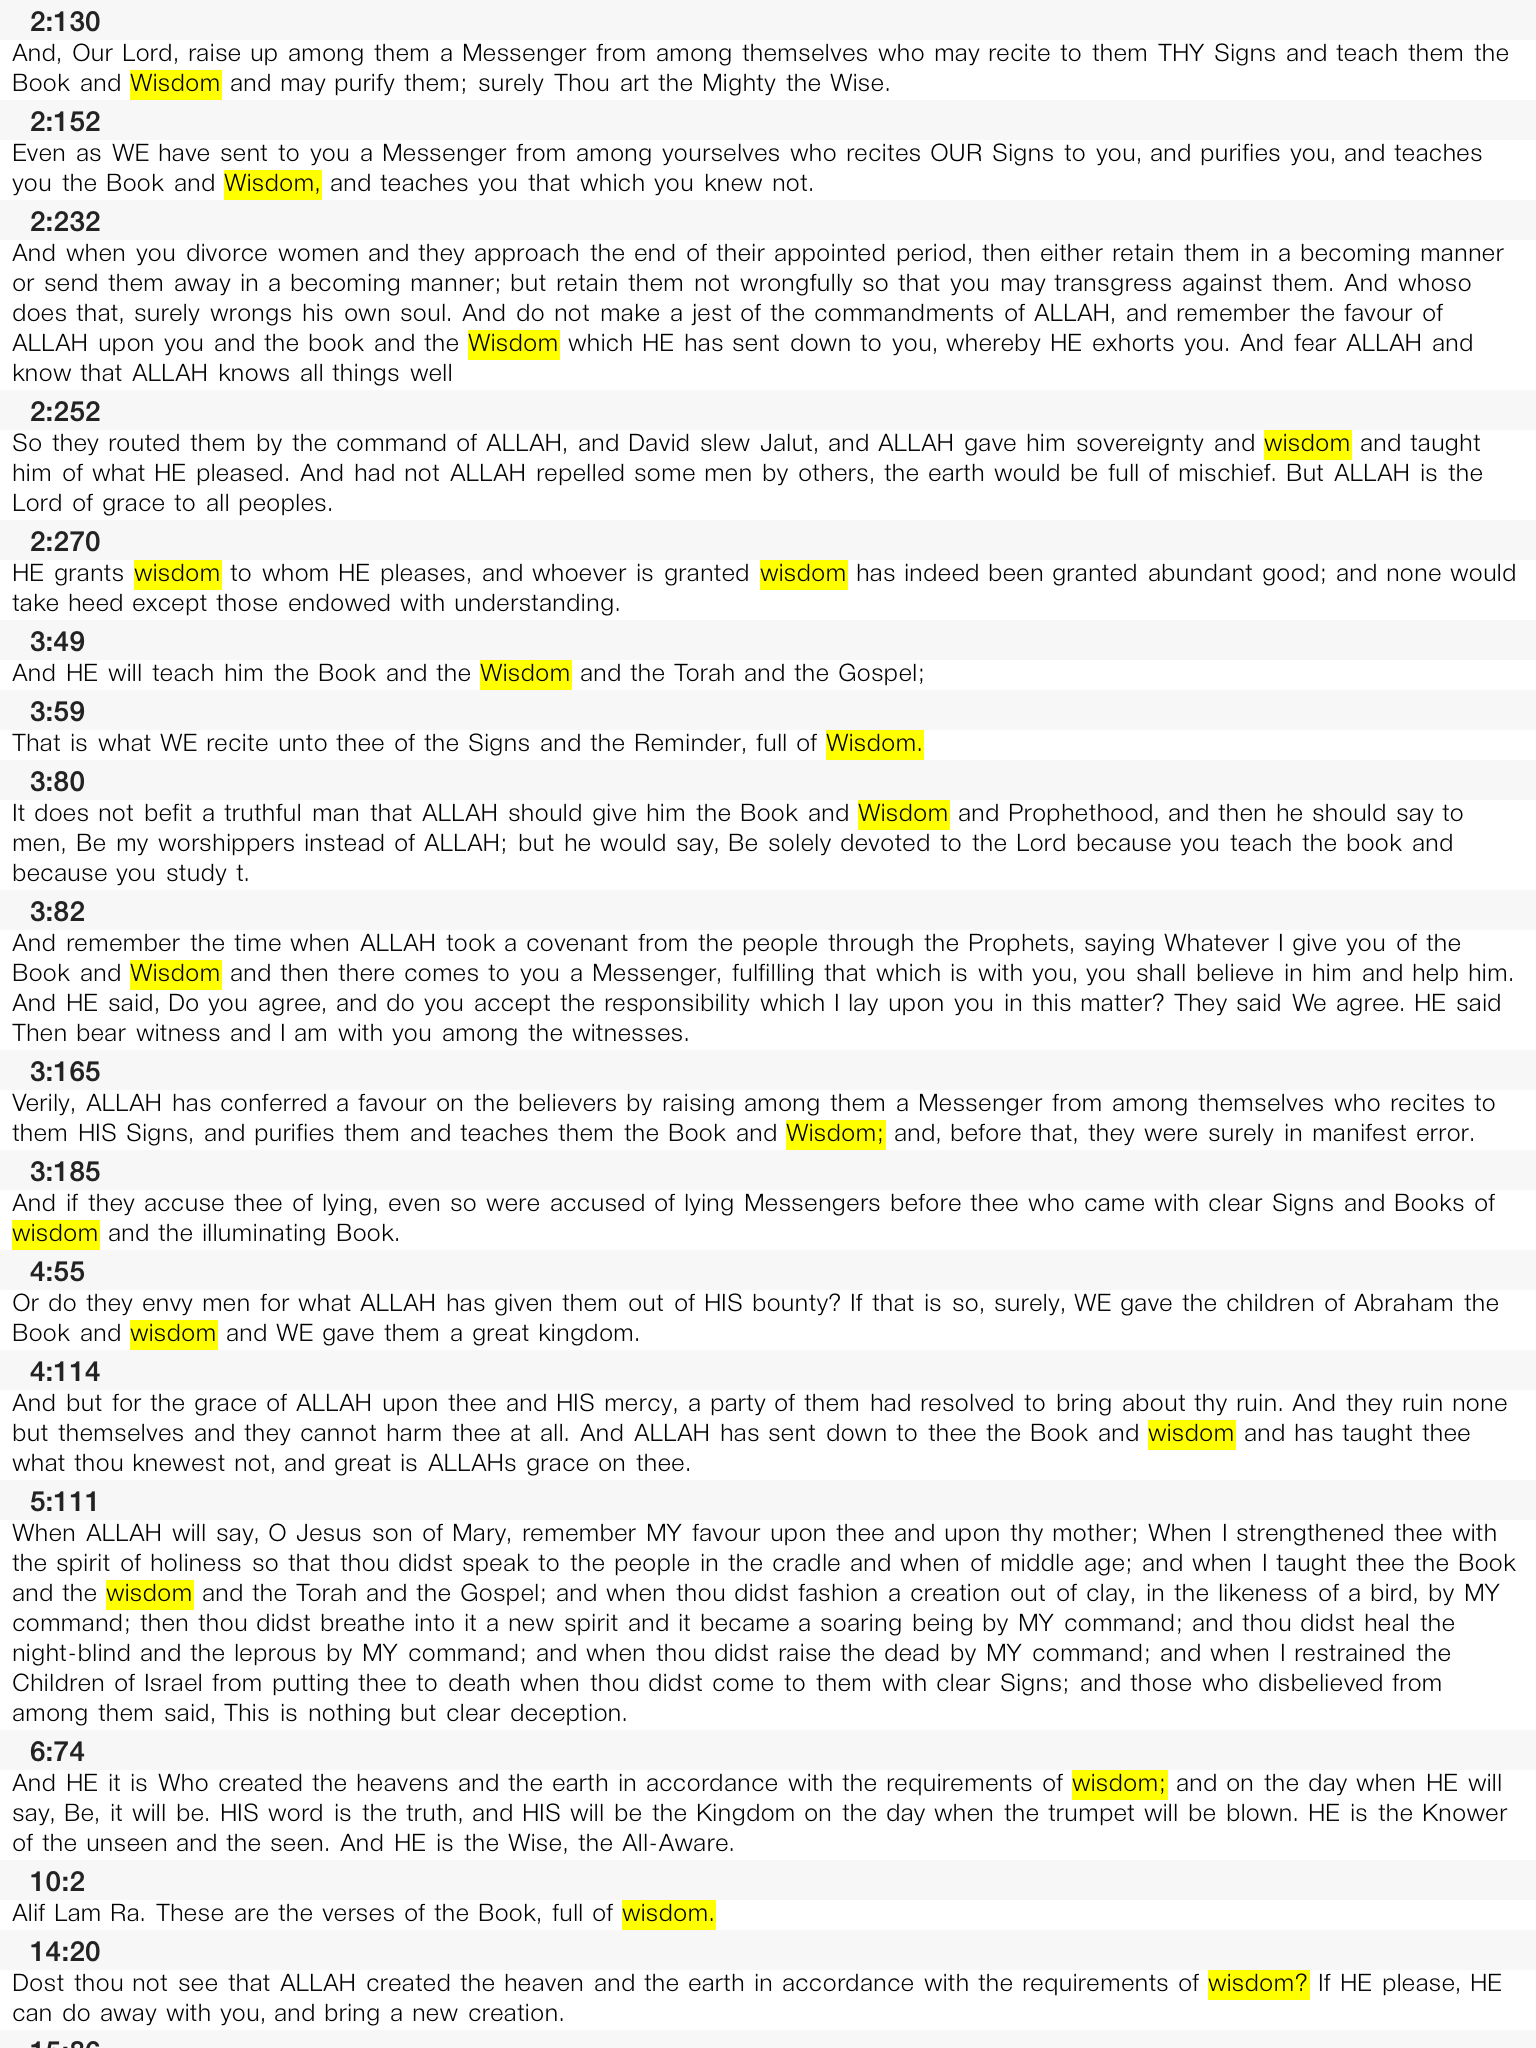 2:130
And, Our Lord, raise up among them a Messenger from among themselves who may recite to them THY Signs and teach them the
Book and Wisdom and may purify them; surely Thou art the Mighty the Wise.
2:152
Even as WE have sent to you a Messenger from among yourselves who recites OUR Signs to you, and purifies you, and teaches
you the Book and Wisdom, and teaches you that which you knew not.
2:232
And when you divorce women and they approach the end of their appointed period, then either retain them in a becoming manner
or send them away in a becoming manner; but retain them not wrongfully so that you may transgress against them. And whoso
does that, surely wrongs his own soul. And do not make a jest of the commandments of ALLAH, and remember the favour of
ALLAH upon you and the book and the Wisdom which HE has sent down to you, whereby HE exhorts you. And fear ALLAH and
know that ALLAH knows all things well
2:252
So they routed them by the command of ALLAH, and David slew Jalut, and ALLAH gave him sovereignty and wisdom and taught
him of what HE pleased. And had not ALLAH repelled some men by others, the earth would be full of mischief. But ALLAH is the
Lord of grace to all peoples.
2:270
HE grants wisdom to whom HE pleases, and whoever is granted wisdom has indeed been granted abundant good; and none would
take heed except those endowed with understanding.
3:49
And HE will teach him the Book and the Wisdom and the Torah and the Gospel;
3:59
That is what WE recite unto thee of the Signs and the Reminder, full of Wisdom.
3:80
It does not befit a truthful man that ALLAH should give him the Book and Wisdom and Prophethood, and then he should say to
men, Be my worshippers instead of ALLAH; but he would say, Be solely devoted to the Lord because you teach the book and
because you study t.
3:82
And remember the time when ALLAH took a covenant from the people through the Prophets, saying Whatever I give you of the
Book and Wisdom and then there comes to you a Messenger, fulfilling that which is with you, you shall believe in him and help him.
And HE said, Do you agree, and do you accept the responsibility which I lay upon you in this matter? They said We agree. HE said
Then bear witness and I am with you among the witnesses.
3:165
Verily, ALLAH has conferred a favour on the believers by raising among them a Messenger from among themselves who recites to
them HIS Signs, and purifies them and teaches them the Book and Wisdom; and, before that, they were surely in manifest error.
3:185
And if they accuse thee of lying, even so were accused of lying Messengers before thee who came with clear Signs and Books of
wisdom and the illuminating Book.
4:55
Or do they envy men for what ALLAH has given them out of HIS bounty? If that is so, surely, WE gave the children of Abraham the
Book and wisdom and WE gave them a great kingdom.
4:114
And but for the grace of ALLAH upon thee and HIS mercy, a party of them had resolved to bring about thy ruin. And they ruin none
but themselves and they cannot harm thee at all. And ALLAH has sent down to thee the Book and wisdom and has taught thee
what thou knewest not, and great is ALLAHs grace on thee.
5:111
When ALLAH will say, O Jesus son of Mary, remember MY favour upon thee and upon thy mother; When I strengthened thee with
the spirit of holiness so that thou didst speak to the people in the cradle and when of middle age; and when I taught thee the Book
and the wisdom and the Torah and the Gospel; and when thou didst fashion a creation out of clay, in the likeness of a bird, by MY
command; then thou didst breathe into it a new spirit and it became a soaring being by MY command; and thou didst heal the
night-blind and the leprous by MY command; and when thou didst raise the dead by MY command; and when I restrained the
Children of Israel from putting thee to death when thou didst come to them with clear Signs; and those who disbelieved from
among them said, This is nothing but clear deception.
6:74
And HE it is Who created the heavens and the earth in accordance with the requirements of wisdom; and on the day when HE will
say, Be, it will be. HIS word is the truth, and HIS will be the Kingdom on the day when the trumpet will be blown. HE is the Knower
of the unseen and the seen. And HE is the Wise, the All-Aware.
10:2
Alif Lam Ra. These are the verses of the Book, full of wisdom.
14:20
Dost thou not see that ALLAH created the heaven and the earth in accordance with the requirements of wisdom? If HE please, HE
can do away with you, and bring a new creation.